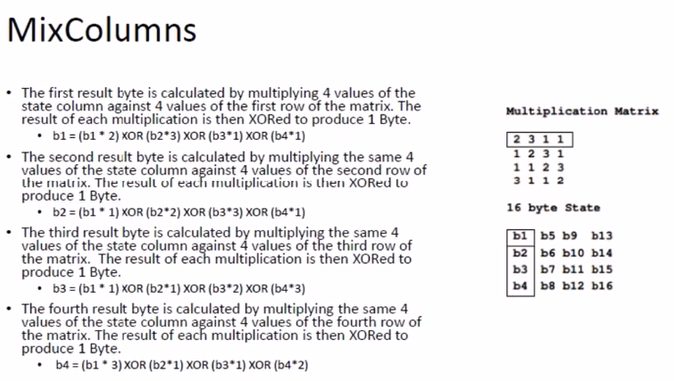 MixColumns
• The first result byte is calculated by multiplying 4 values of the
state column against 4 values of the first row of the matrix. The
result of each multiplication is then XORed to produce 1 Byte.
• b1 = (b1 * 2) XOR (b2*3) XOR (b3*1) XOR (b4*1)
• The second result byte is calculated by multiplying the same 4
values of the state column against 4 values of the second row of
the matrix. The result of each multiplication is then XORed to
produce 1 Byte.
• b2 = (b1 * 1) XOR (b2*2) XOR (b3*3) XOR (b4*1)
• The third result byte is calculated by multiplying the same 4
values of the state column against 4 values of the third row of
the matrix. The result of each multiplication is then XORed to
produce 1 Byte.
• b3 = (b1 * 1) XOR (b2*1) XOR (b3*2) XOR (b4*3)
• The fourth result byte is calculated by multiplying the same 4
values of the state column against 4 values of the fourth row of
the matrix. The result of each multiplication is then XORed to
produce 1 Byte.
• b4 = (b1 * 3) XOR (b2*1) XOR (b3*1) XOR (b4*2)
Multiplication Matrix
2 3 1 1
1 2 3 1
1 1 2 3
3 1 1 2
16 byte State
b1 b5 b9 b13
b2 b6 b10 b14
b3 b7 b11 b15
b4 b8 b12 b16